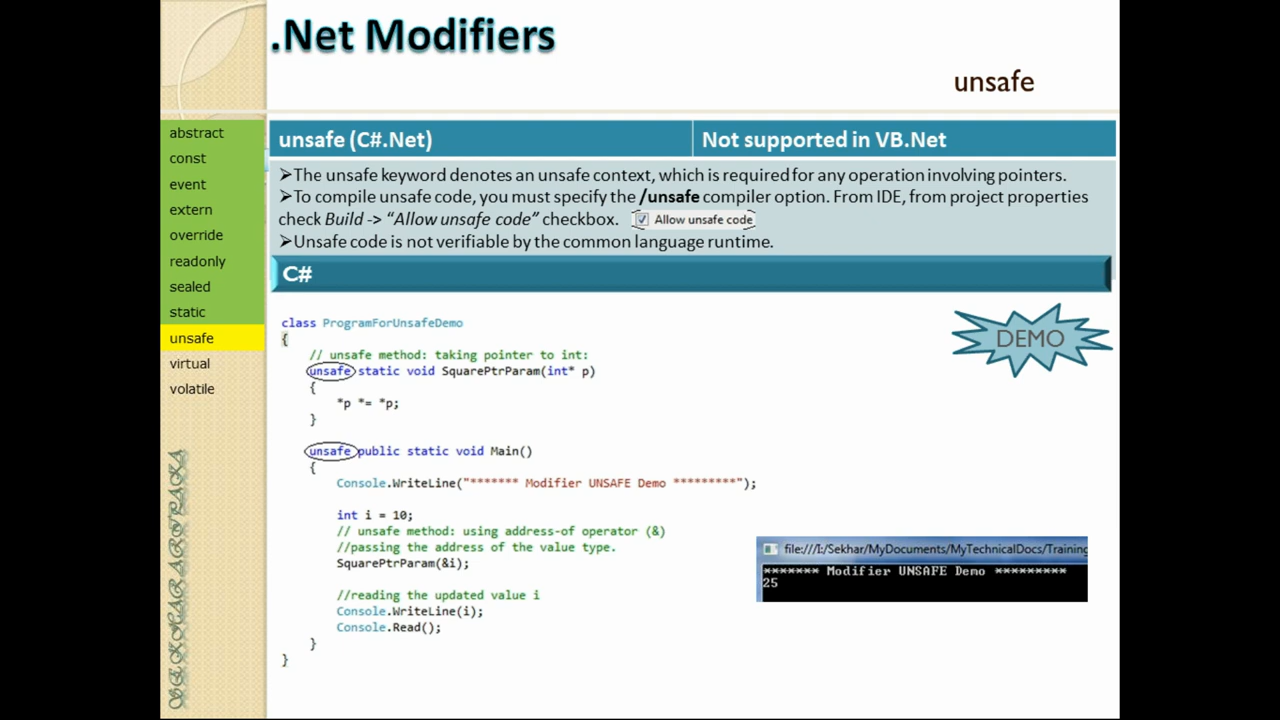 .Net Modifiers
unsafe
abstract
const
event
extern
override
readonly
sealed
static
unsafe
virtual
volatile
unsafe (C#.Net)
Not supported in VB.Net
➢The unsafe keyword denotes an unsafe context, which is required for any operation involving pointers.
➢To compile unsafe code, you must specify the /unsafe compiler option. From IDE, from project properties
check Build -> “Allow unsafe code” checkbox. Allow unsafe code
➢Unsafe code is not verifiable by the common language runtime.
C#
DEMO
class ProgramForUnsafeDemo
{
// unsafe method: taking pointer to int:
unsafe static void SquarePtrParam(int* p)
{
*p *= *p;
}
unsafe public static void Main()
{
Console.WriteLine("******* Modifier UNSAFE Demo *********");
int i = 10;
// unsafe method: using address-of operator (&)
//passing the address of the value type.
SquarePtrParam(&i);
//reading the updated value i
Console.WriteLine(i);
Console.Read();
}
}
file:///I:/Sekhar/MyDocuments/MyTechnicalDocs/Training
******* Modifier UNSAFE Demo *********
25